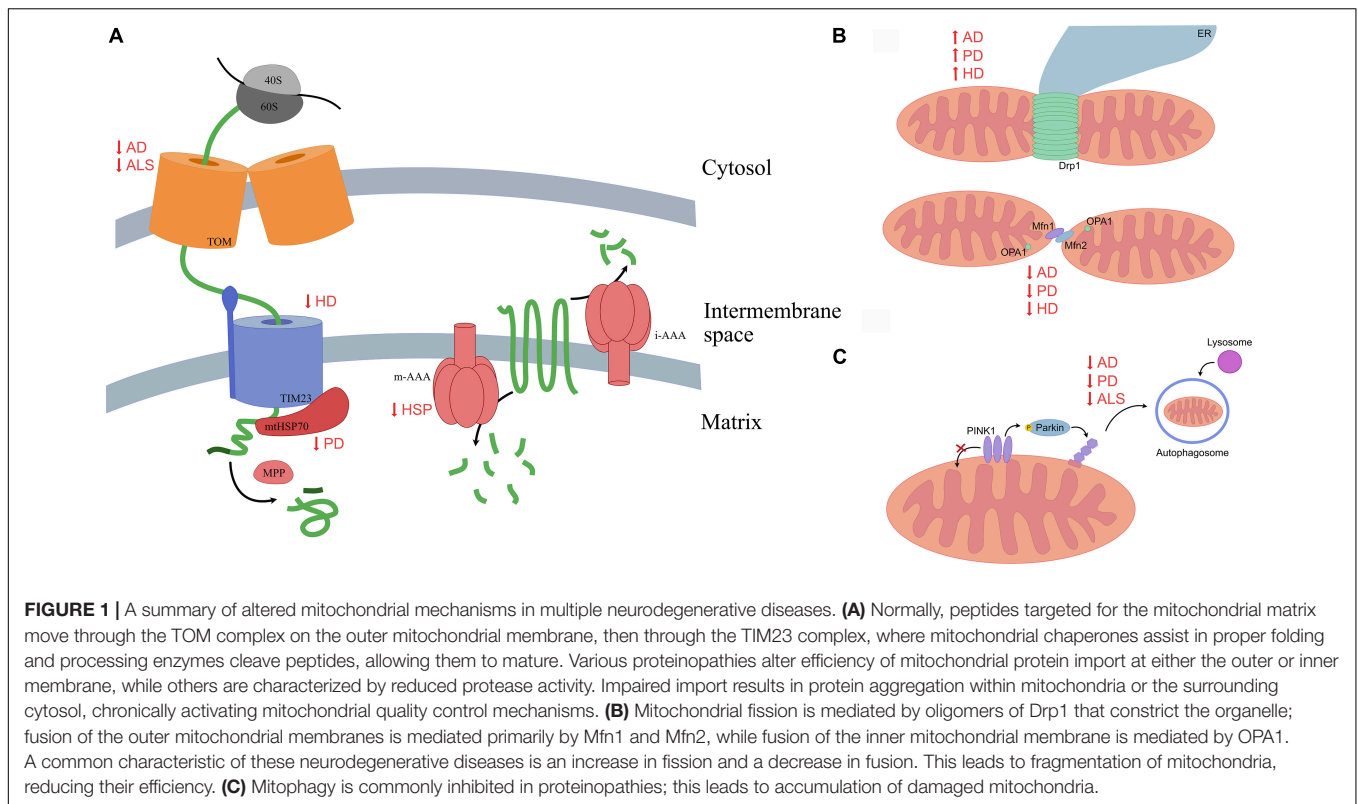 A
40S
60S
↓ AD
↓ ALS
TOM
Cytosol
↓ HD
Intermembrane
space
i-AAA
m-AAA
TIM23
↓ HSP
mtHSP70
Matrix
↓ PD
MPP
B
ER
↑ AD
↑ PD
↑ HD
Drp1
Mfn1
OPA1
Mfn2
OPA1
↓ AD
↓ PD
↓ HD
C
Lysosome
↓ AD
↓ PD
↓ ALS
PINK1
P
Parkin
Autophagosome
FIGURE 1 | A summary of altered mitochondrial mechanisms in multiple neurodegenerative diseases. (A) Normally, peptides targeted for the mitochondrial matrix
move through the TOM complex on the outer mitochondrial membrane, then through the TIM23 complex, where mitochondrial chaperones assist in proper folding
and processing enzymes cleave peptides, allowing them to mature. Various proteinopathies alter efficiency of mitochondrial protein import at either the outer or inner
membrane, while others are characterized by reduced protease activity. Impaired import results in protein aggregation within mitochondria or the surrounding
cytosol, chronically activating mitochondrial quality control mechanisms. (B) Mitochondrial fission is mediated by oligomers of Drp1 that constrict the organelle;
fusion of the outer mitochondrial membranes is mediated primarily by Mfn1 and Mfn2, while fusion of the inner mitochondrial membrane is mediated by OPA1.
A common characteristic of these neurodegenerative diseases is an increase in fission and a decrease in fusion. This leads to fragmentation of mitochondria,
reducing their efficiency. (C) Mitophagy is commonly inhibited in proteinopathies; this leads to accumulation of damaged mitochondria.